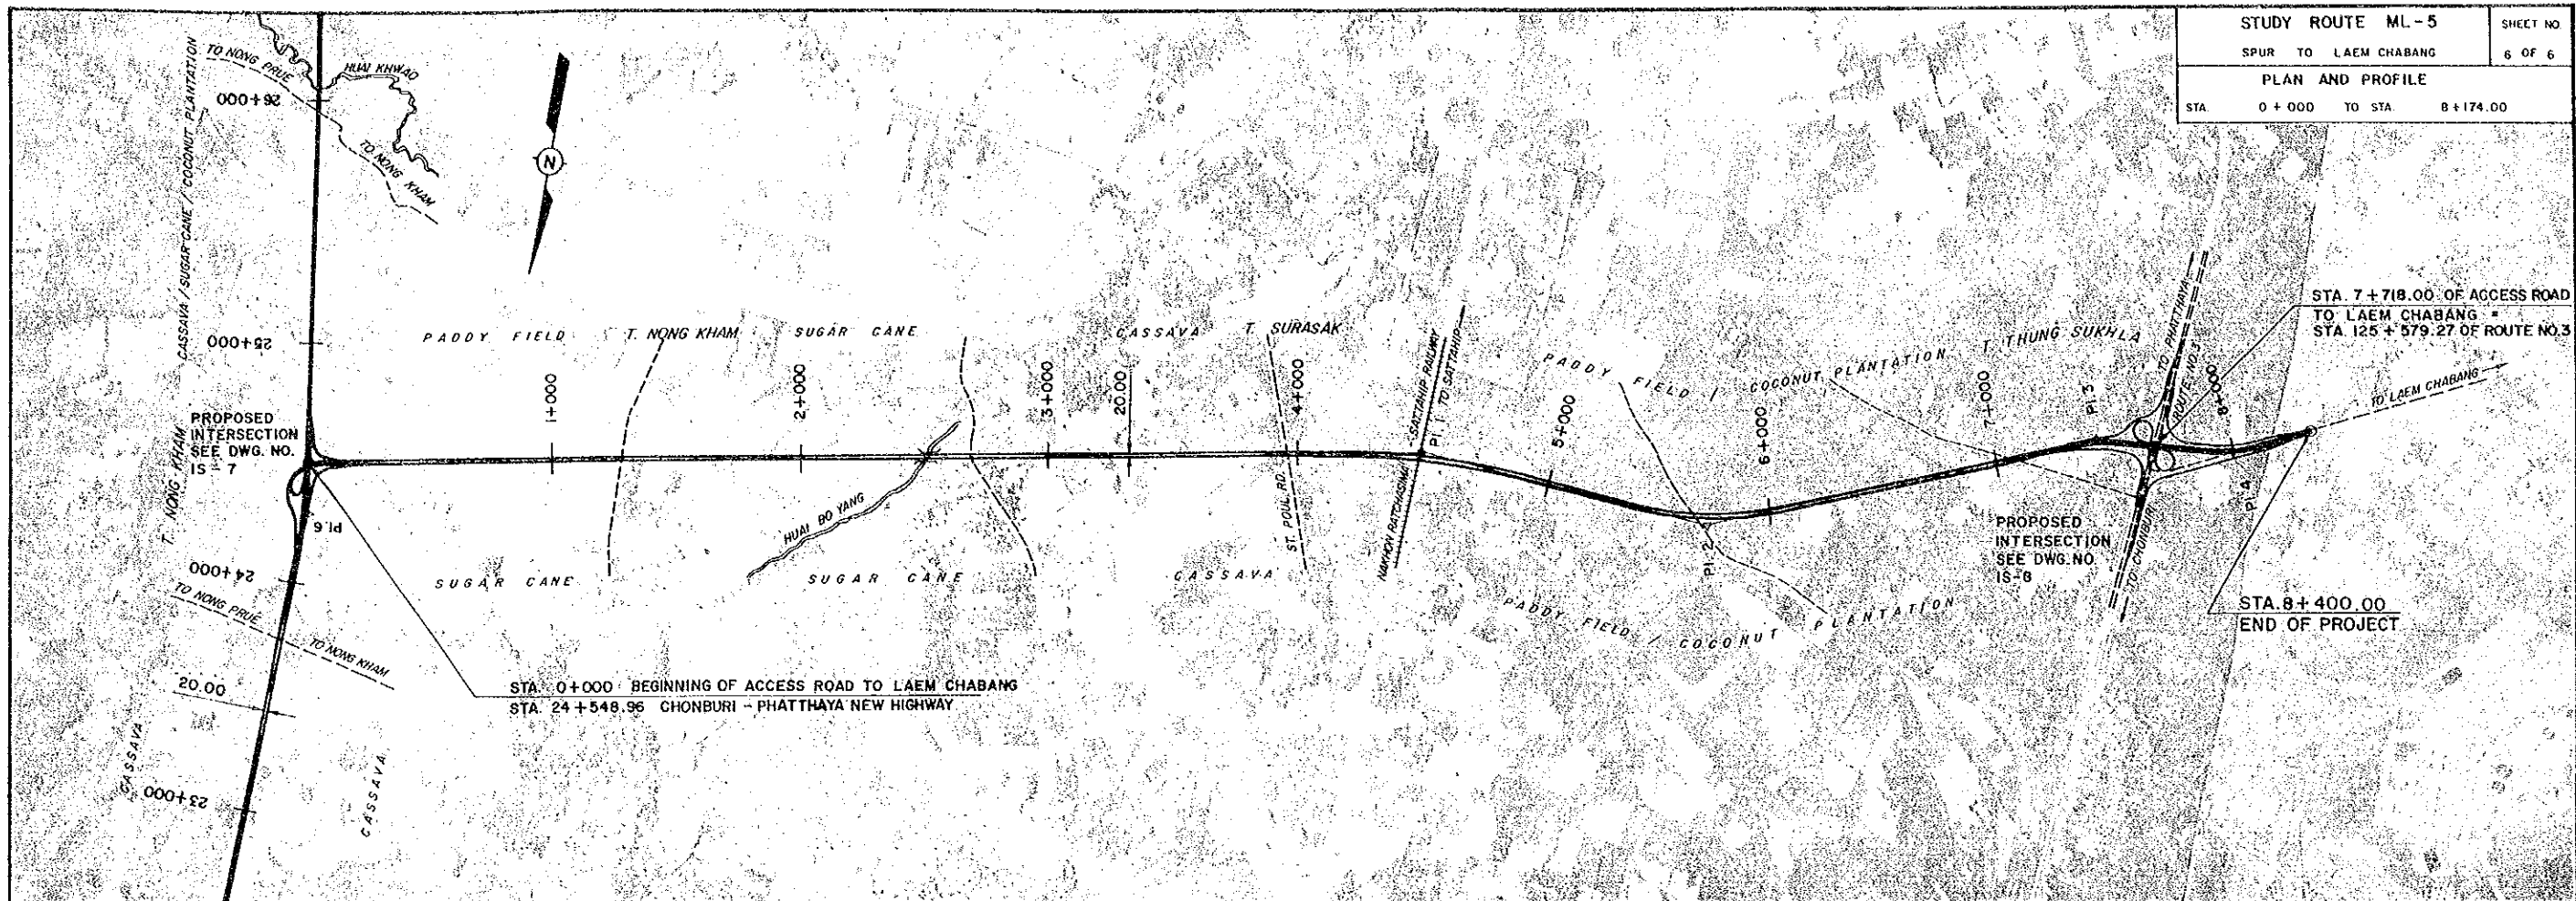 STUDY ROUTE ML-5
SPUR TO LAEM CHABANG
SHEET NO.
6 OF 6
PLAN AND PROFILE
STA. 0+000 TO STA. 8+174.00
TO NONG PRUE
HUAI KHWAO
26+000
TO NONG KHAM
CASSAVA / SUGAR CANE / COCONUT PLANTATION
N
25+000
PADDY FIELD
T. NONG KHAM
SUGAR CANE
CASSAVA
T. SURASAK
PADDY FIELD / COCONUT PLANTATION
T. THUNG SUKHLA
STA. 7+718.00 OF ACCESS ROAD
TO LAEM CHABANG =
STA. 125+579.27 OF ROUTE NO.3
1+000
2+000
3+000
20.00
4+000
NAKHON RATCHASIMA - SATTAHIP RAILWAY
PI. 1
TO SATTAHIP
5+000
6+000
7+000
PI. 3
TO PHATTHAYA
ROUTE NO. 3
8+000
TO LAEM CHABANG
PROPOSED
INTERSECTION
SEE DWG. NO.
IS-7
T. NONG KHAM
PI. 6
HUAI BO YANG
ST. POUL RD.
PI. 2
PROPOSED
INTERSECTION
SEE DWG. NO.
IS-8
TO CHONBURI
PI. 4
24+000
TO NONG PRUE
TO NONG KHAM
SUGAR CANE
SUGAR CANE
CASSAVA
PADDY FIELD / COCONUT PLANTATION
STA. 8+400.00
END OF PROJECT
20.00
STA. 0+000 BEGINNING OF ACCESS ROAD TO LAEM CHABANG
STA. 24+548.96 CHONBURI - PHATTHAYA NEW HIGHWAY
CASSAVA
CASSAVA
23+000